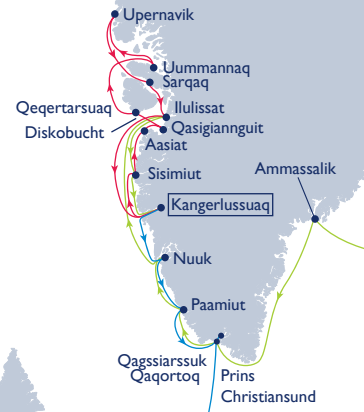 Upernavik
Uummannaq
Sarqaq
Qeqertarsuaq
Ilulissat
Diskobucht
Qasigiannguit
Aasiat
Ammassalik
Sisimiut
Kangerlussuaq
Nuuk
Paamiut
Qagssiarssuk
Qaqortoq
Prins
Christiansund